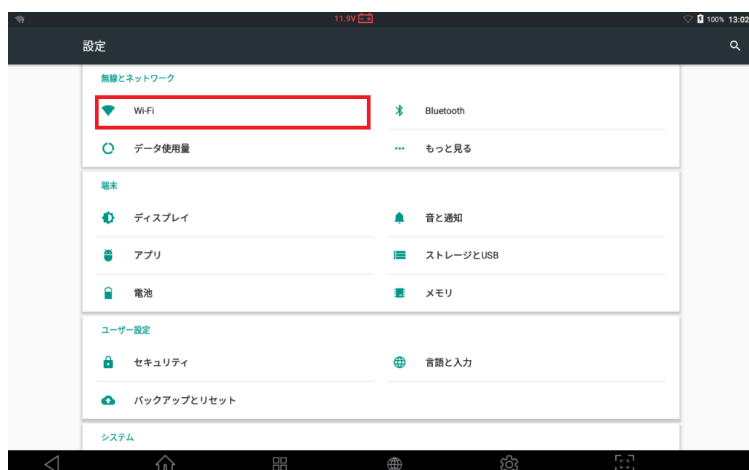 11.9V
100% 13:02
設定
無線とネットワーク
Wi-Fi
Bluetooth
データ使用量
もっと見る
端末
ディスプレイ
音と通知
アプリ
ストレージとUSB
電池
メモリ
ユーザー設定
セキュリティ
言語と入力
バックアップとリセット
システム